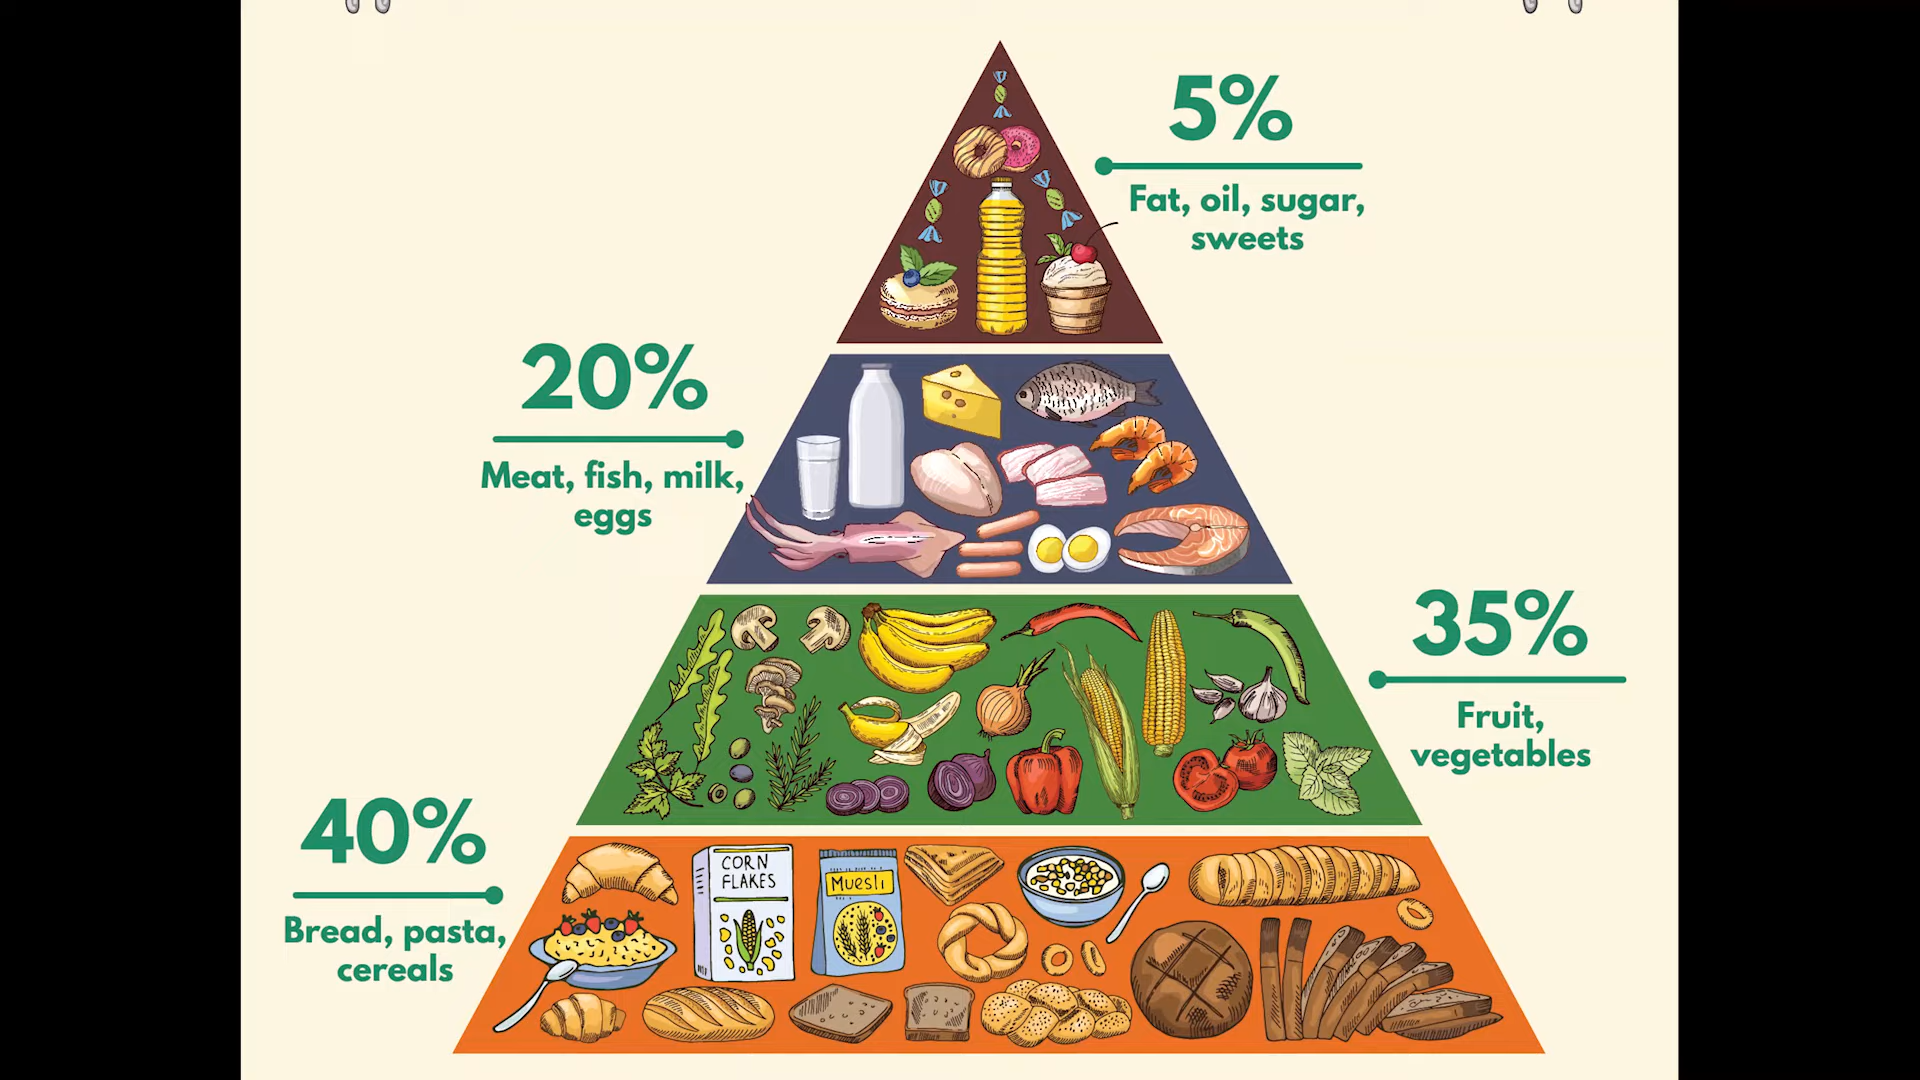 5%
Fat, oil, sugar,
sweets
20%
Meat, fish, milk,
eggs
35%
Fruit,
vegetables
40%
Bread, pasta,
cereals
CORN
FLAKES
Muesli